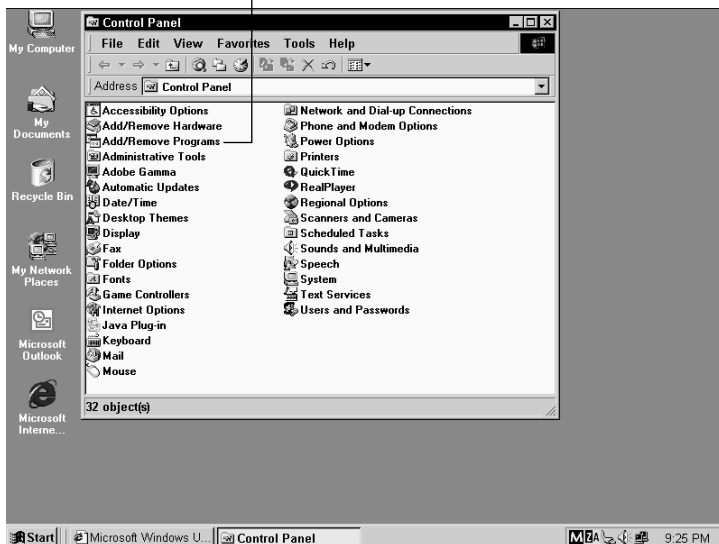 My Computer
My
Documents
Recycle Bin
My Network
Places
Microsoft
Outlook
Microsoft
Interne...
Control Panel
File Edit View Favorites Tools Help
Address Control Panel
Accessibility Options
Add/Remove Hardware
Add/Remove Programs
Administrative Tools
Adobe Gamma
Automatic Updates
Date/Time
Desktop Themes
Display
Fax
Folder Options
Fonts
Game Controllers
Internet Options
Java Plug-in
Keyboard
Mail
Mouse
Network and Dial-up Connections
Phone and Modem Options
Power Options
Printers
QuickTime
RealPlayer
Regional Options
Scanners and Cameras
Scheduled Tasks
Sounds and Multimedia
Speech
System
Text Services
Users and Passwords
32 object(s)
Start Microsoft Windows U... Control Panel 9:25 PM